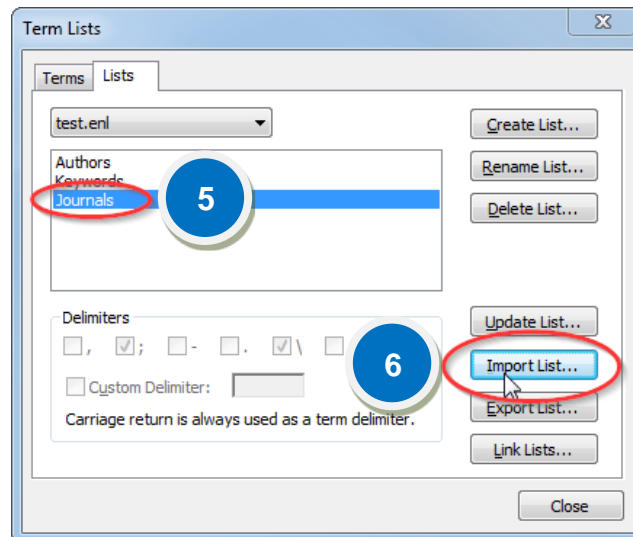 Term Lists
Terms Lists
test.enl
Authors
Keywords
Journals
5
Create List...
Rename List...
Delete List...
Delimiters
, ; - . \
Custom Delimiter:
Carriage return is always used as a term delimiter.
6
Update List...
Import List...
Export List...
Link Lists...
Close